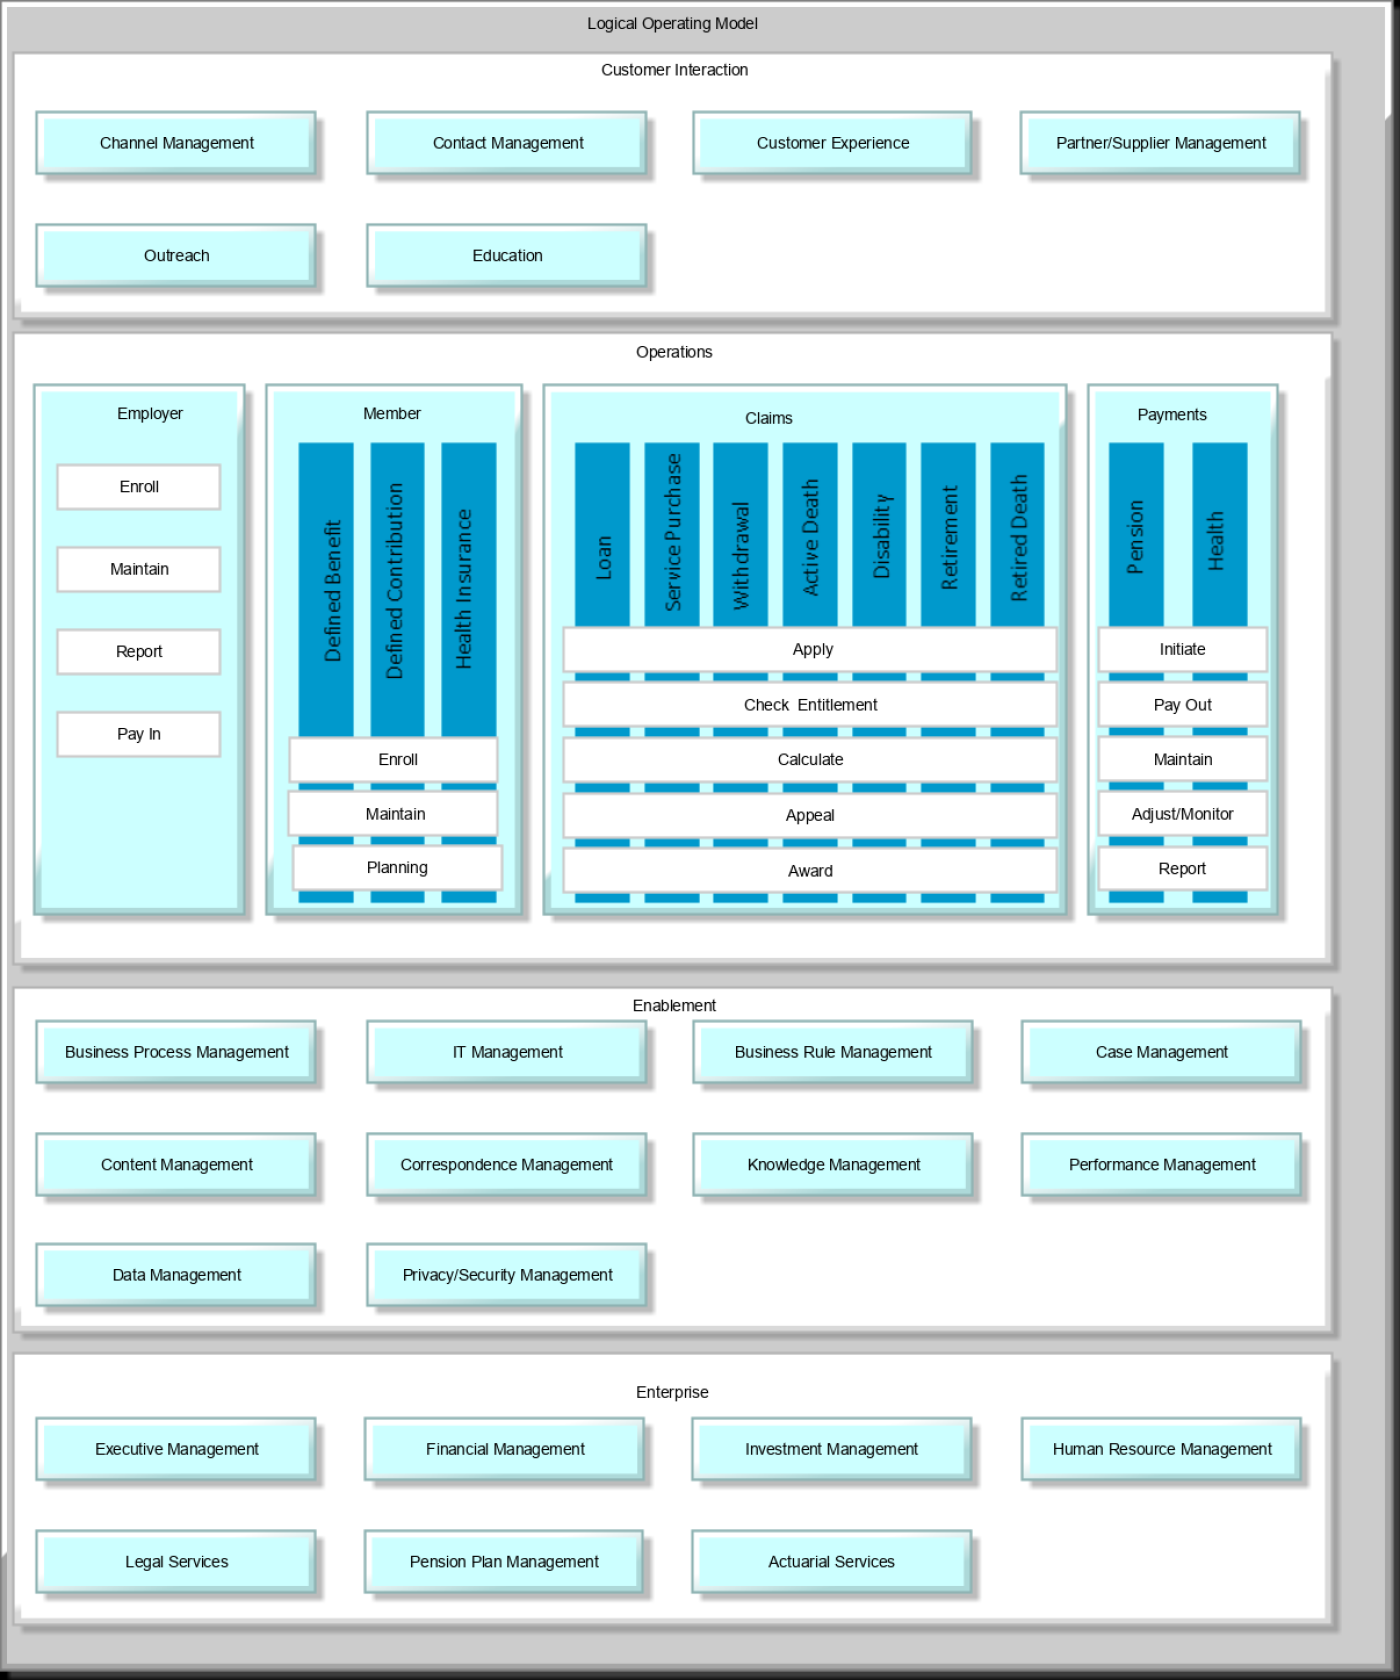 Logical Operating Model
Customer Interaction
Channel Management
Contact Management
Customer Experience
Partner/Supplier Management
Outreach
Education
Operations
Employer
Enroll
Maintain
Report
Pay In
Member
Defined Benefit
Defined Contribution
Health Insurance
Enroll
Maintain
Planning
Claims
Loan
Service Purchase
Withdrawal
Active Death
Disability
Retirement
Retired Death
Apply
Check Entitlement
Calculate
Appeal
Award
Payments
Pension
Health
Initiate
Pay Out
Maintain
Adjust/Monitor
Report
Enablement
Business Process Management
IT Management
Business Rule Management
Case Management
Content Management
Correspondence Management
Knowledge Management
Performance Management
Data Management
Privacy/Security Management
Enterprise
Executive Management
Financial Management
Investment Management
Human Resource Management
Legal Services
Pension Plan Management
Actuarial Services